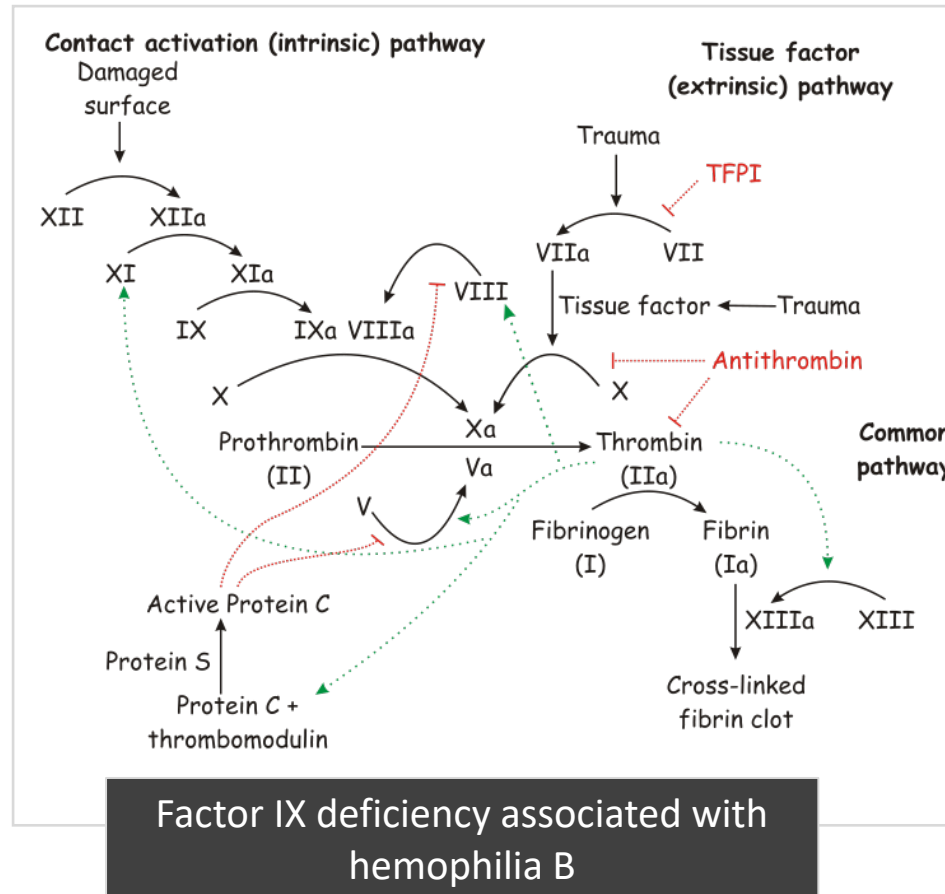 Contact activation (intrinsic) pathway
Damaged
surface
Tissue factor
(extrinsic) pathway
Trauma
TFPI
XII
XIIa
VIIa
VII
XI
XIa
VIII
Tissue factor
Trauma
IX
IXa
VIIIa
Antithrombin
X
X
Xa
Prothrombin
(II)
Thrombin
(IIa)
Common
pathway
Va
V
Fibrinogen
(I)
Fibrin
(Ia)
Active Protein C
XIIIa
XIII
Protein S
Protein C +
thrombomodulin
Cross-linked
fibrin clot
Factor IX deficiency associated with
hemophilia B